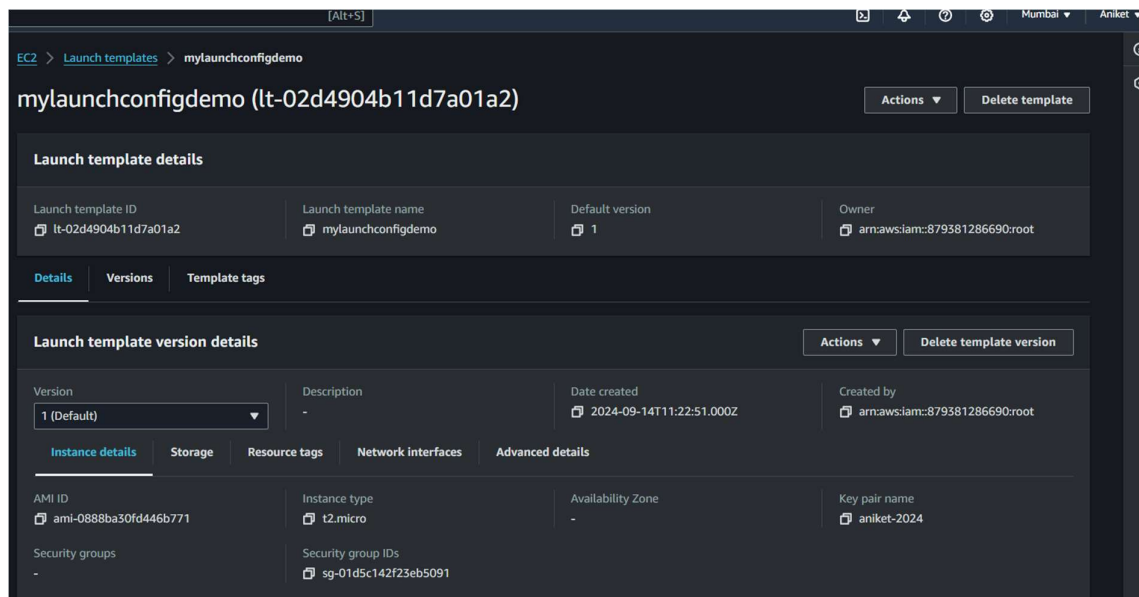 [Alt+S] Mumbai Aniket
EC2 > Launch templates > mylaunchconfigdemo
mylaunchconfigdemo (lt-02d4904b11d7a01a2) Actions Delete template
Launch template details
Launch template ID Launch template name Default version Owner
lt-02d4904b11d7a01a2 mylaunchconfigdemo 1 arn:aws:iam::879381286690:root
Details Versions Template tags
Launch template version details Actions Delete template version
Version Description Date created Created by
1 (Default) - 2024-09-14T11:22:51.000Z arn:aws:iam::879381286690:root
Instance details Storage Resource tags Network interfaces Advanced details
AMI ID Instance type Availability Zone Key pair name
ami-0888ba30fd446b771 t2.micro - aniket-2024
Security groups Security group IDs
- sg-01d5c142f23eb5091